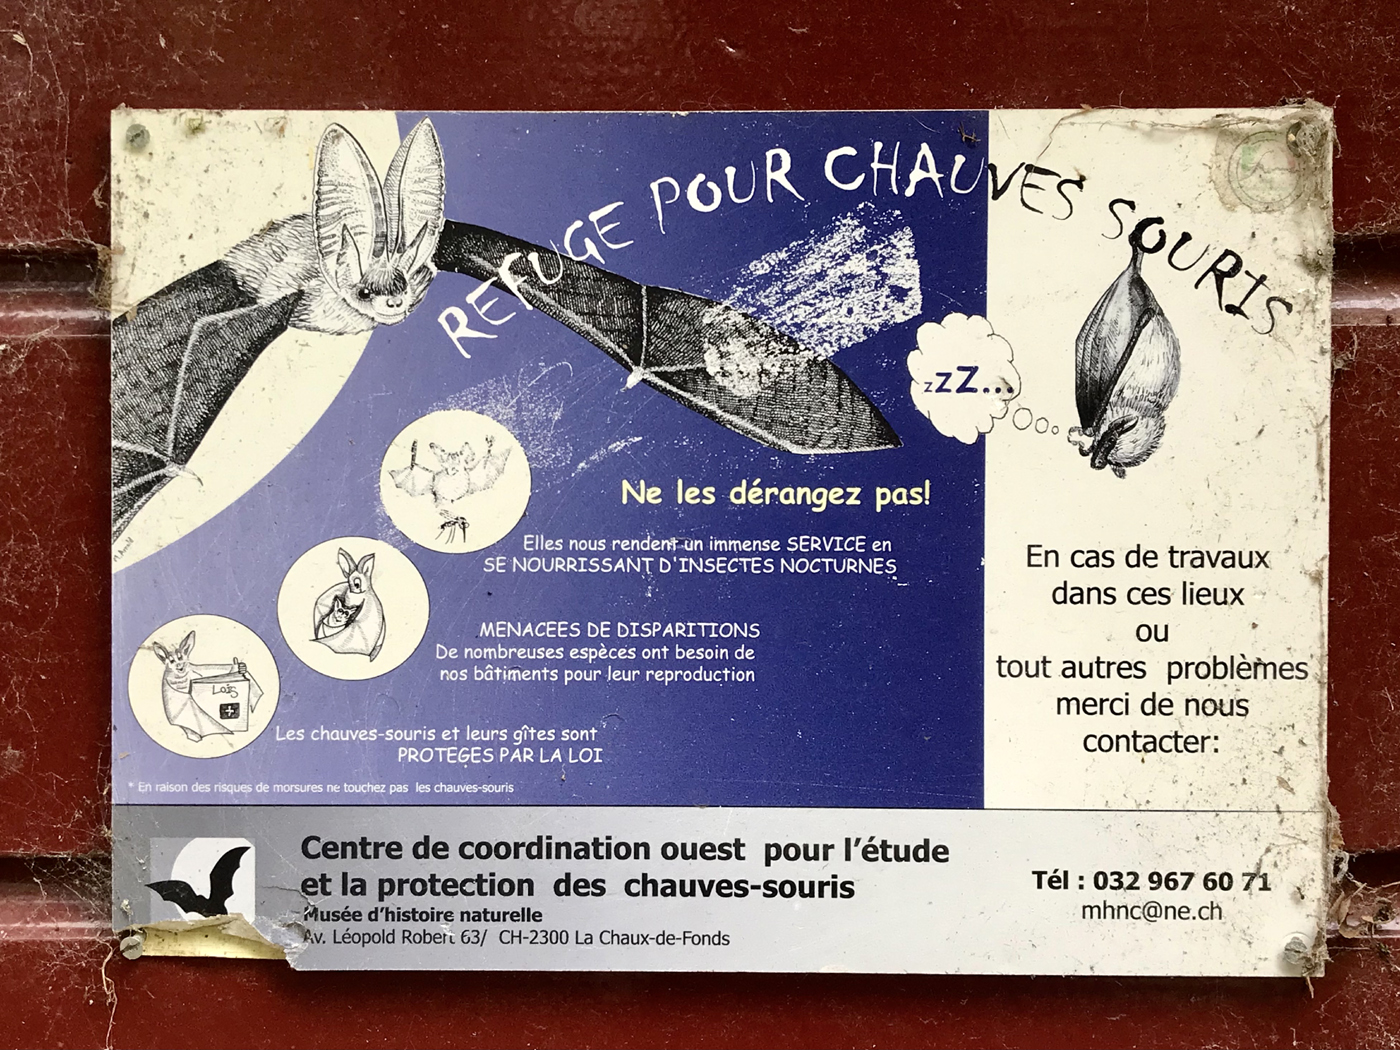 REFUGE POUR CHAUVES SOURIS
zZZ...
Ne les dérangez pas!
Elles nous rendent un immense SERVICE en
SE NOURRISSANT D'INSECTES NOCTURNES
MENACEES DE DISPARITIONS
De nombreuses espèces ont besoin de
nos bâtiments pour leur reproduction
Lois
Les chauves-souris et leurs gîtes sont
PROTEGES PAR LA LOI
* En raison des risques de morsures ne touchez pas les chauves-souris
En cas de travaux
dans ces lieux
ou
tout autres problèmes
merci de nous
contacter:
Centre de coordination ouest pour l'étude
et la protection des chauves-souris
Musée d'histoire naturelle
Av. Léopold Robert 63/ CH-2300 La Chaux-de-Fonds
Tél : 032 967 60 71
mhnc@ne.ch